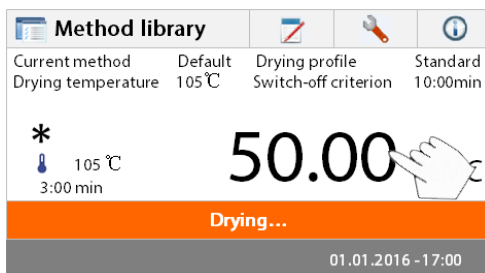 Method library
Current method Default Drying profile Standard
Drying temperature 105℃ Switch-off criterion 10:00min
*
50.00
105 ℃
3:00 min
Drying...
01.01.2016 -17:00